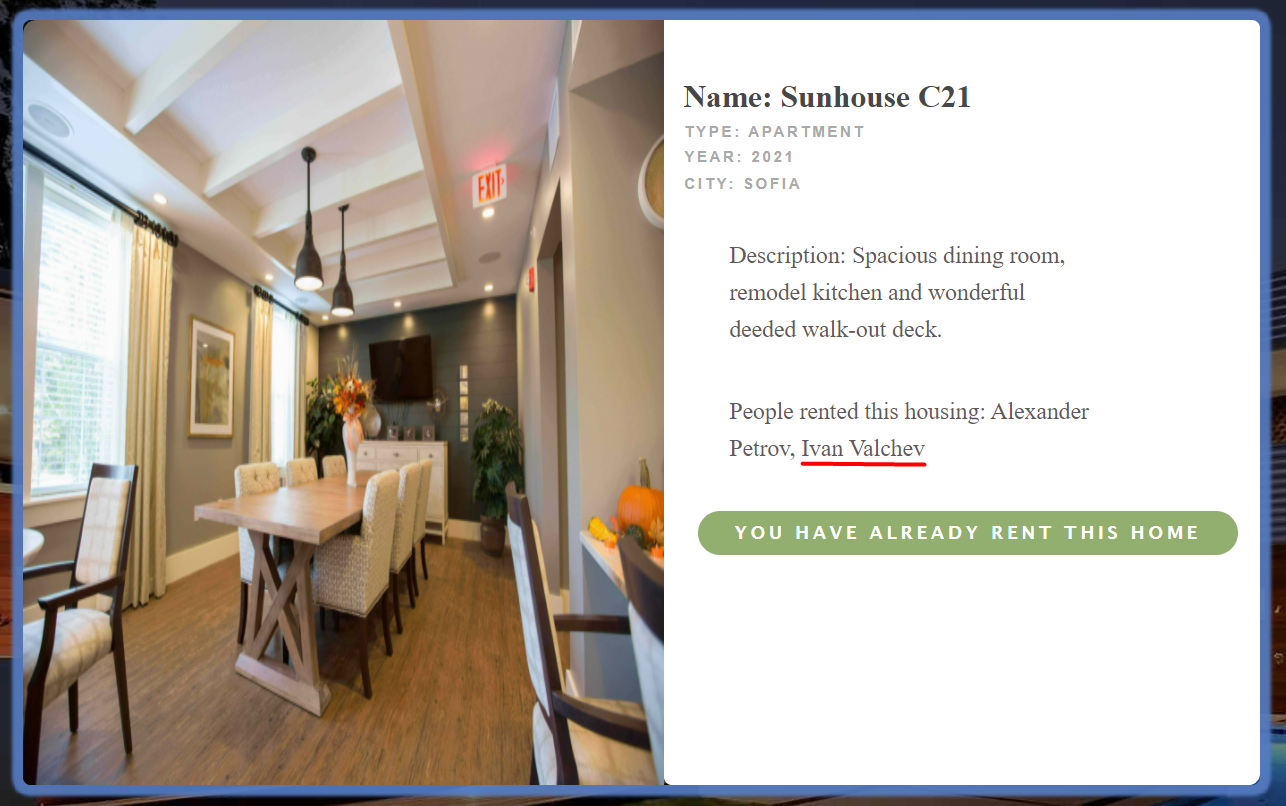 EXIT
Name: Sunhouse C21
TYPE: APARTMENT
YEAR: 2021
CITY: SOFIA
Description: Spacious dining room,
remodel kitchen and wonderful
deeded walk-out deck.
People rented this housing: Alexander
Petrov, Ivan Valchev
YOU HAVE ALREADY RENT THIS HOME